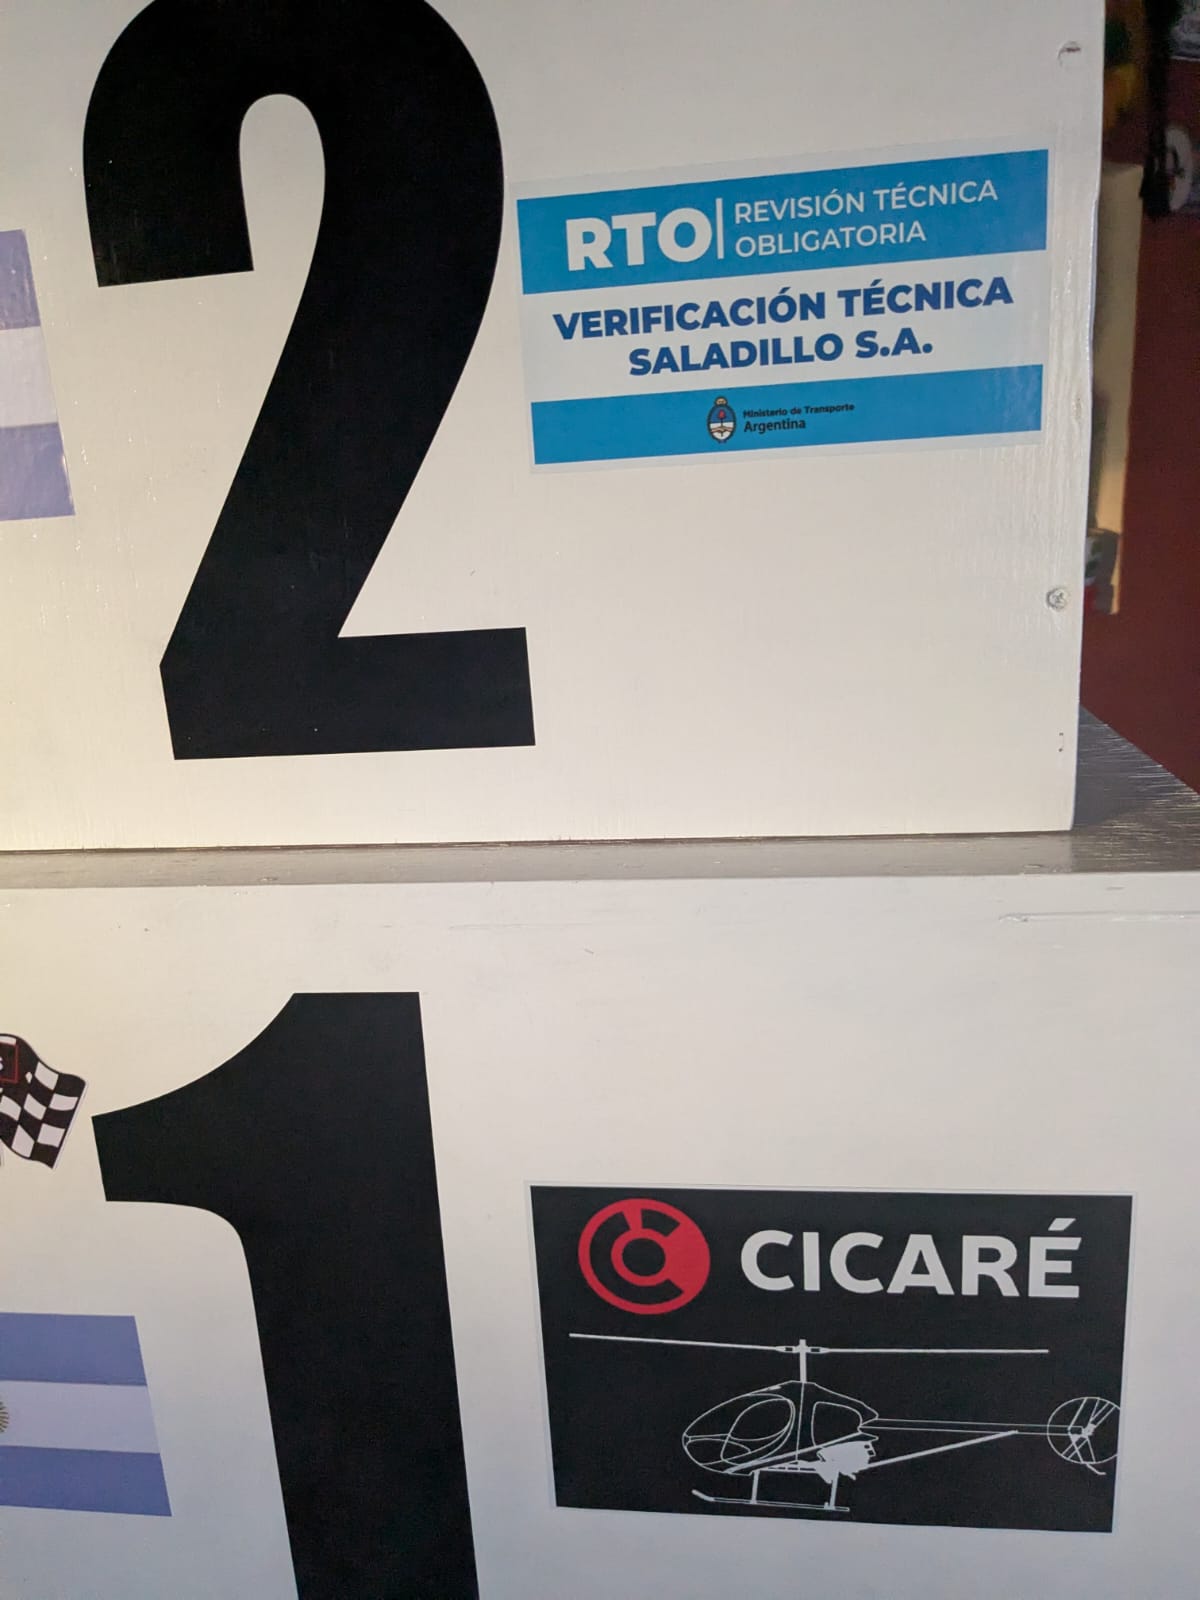 2
RTO
REVISIÓN TÉCNICA
OBLIGATORIA
VERIFICACIÓN TÉCNICA
SALADILLO S.A.
Ministerio de Transporte
Argentina
1
CICARÉ